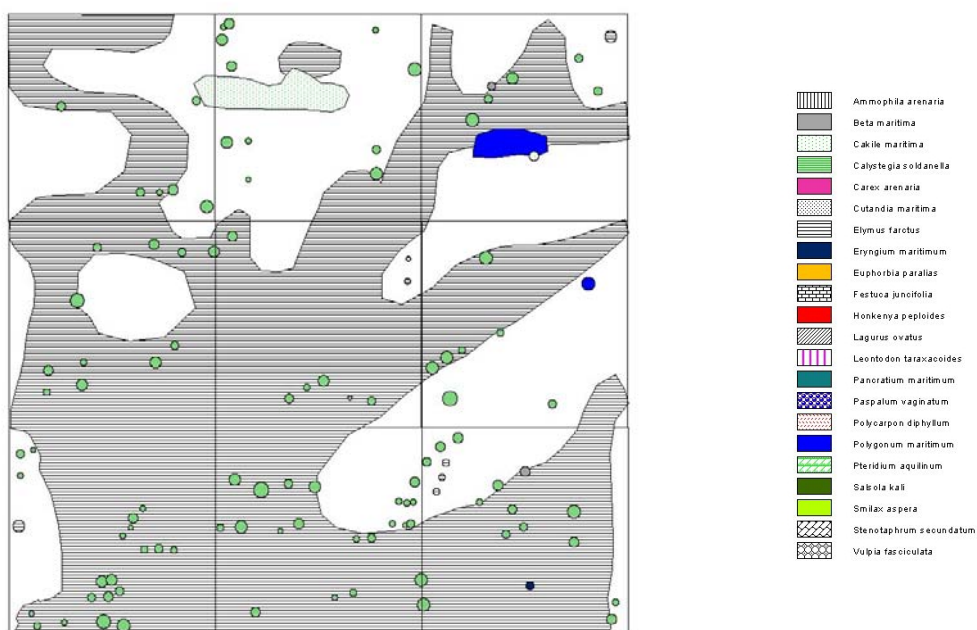 Ammophila arenaria
Beta maritima
Cakile maritima
Calystegia soldanella
Carex arenaria
Cutandia maritima
Elymus farctus
Eryngium maritimum
Euphorbia paralias
Festuca juncifolia
Honkenya peploides
Lagurus ovatus
Leontodon taraxacoides
Panoratium maritimum
Paspalum vaginatum
Polycarpon diphyllum
Polygonum maritimum
Pteridium aquilinum
Salsola kali
Smilax aspera
Stenotaphrum secundatum
Vulpia fasciculata